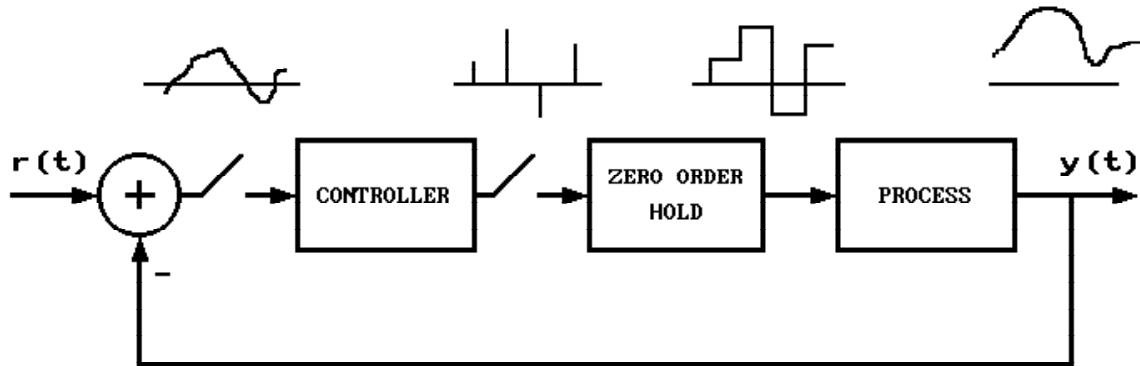 r(t)
+
-
CONTROLLER
ZERO ORDER
HOLD
PROCESS
y(t)